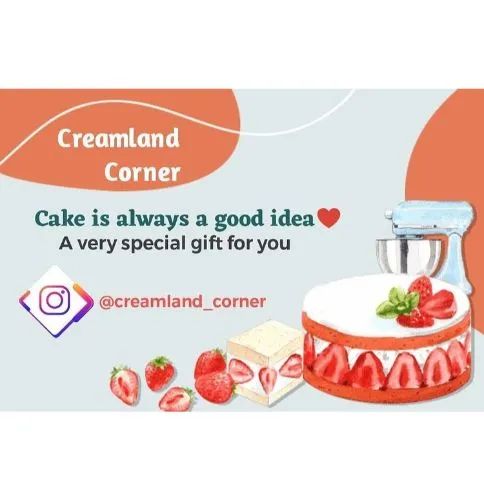 Creamland
Corner
Cake is always a good idea❤
A very special gift for you
@creamland_corner